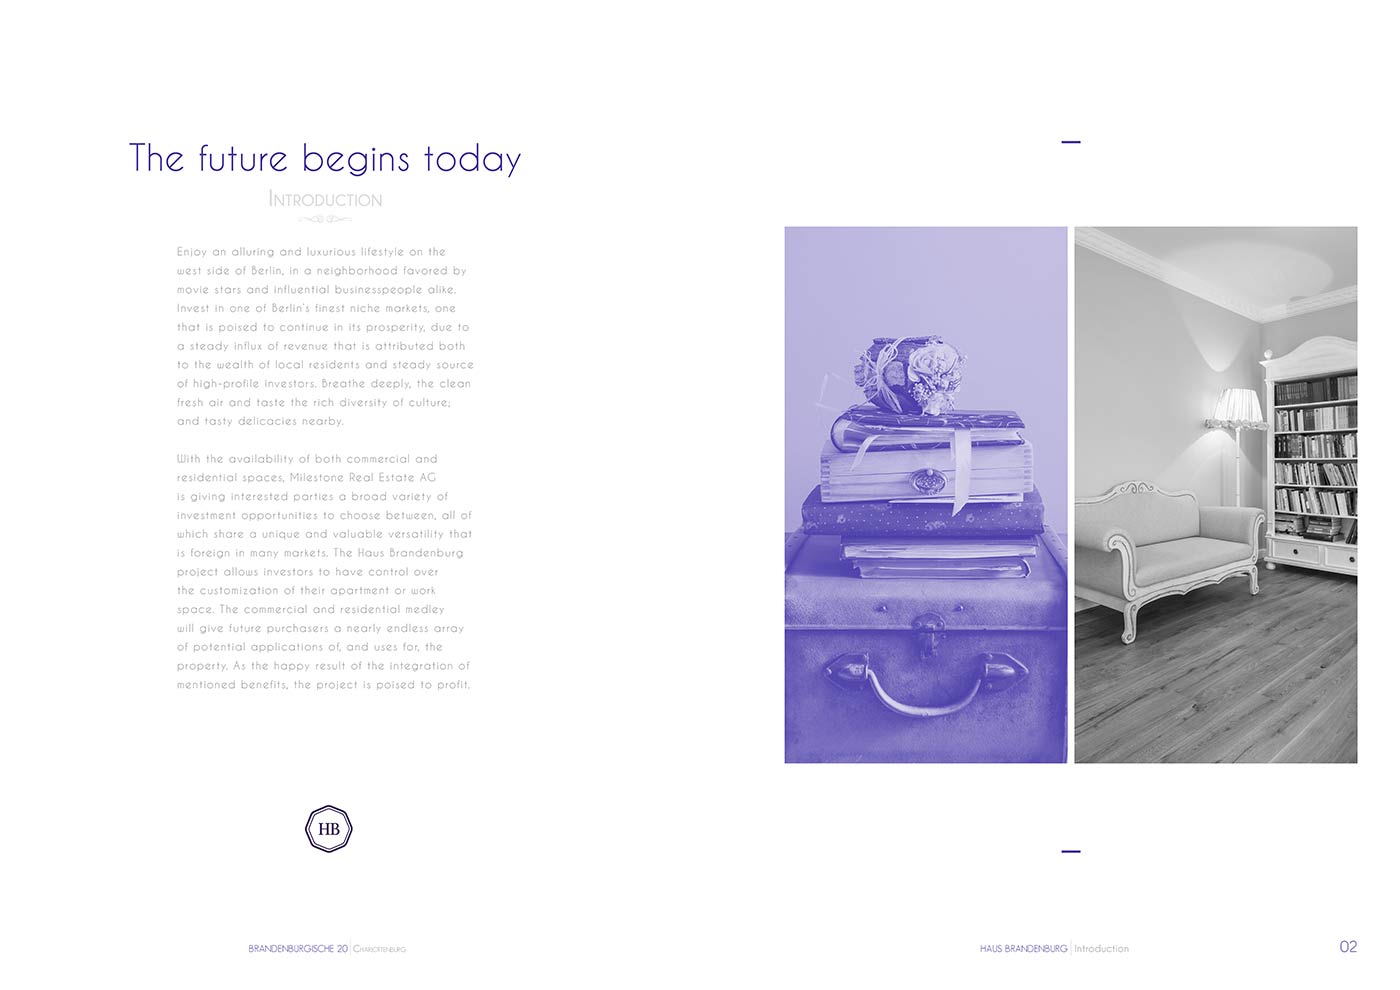 The future begins today
INTRODUCTION
Enjoy an alluring and luxurious lifestyle on the
west side of Berlin, in a neighborhood favored by
movie stars and influential businesspeople alike.
Invest in one of Berlin's finest niche markets, one
that is poised to continue in its prosperity, due to
a steady influx of revenue that is attributed both
to the wealth of local residents and steady source
of high-profile investors. Breathe deeply, the clean
fresh air and taste the rich diversity of culture;
and tasty delicacies nearby.
With the availability of both commercial and
residential spaces, Milestone Real Estate AG
is giving interested parties a broad variety of
investment opportunities to choose between, all of
which share a unique and valuable versatility that
is foreign in many markets. The Haus Brandenburg
project allows investors to have control over
the customization of their apartment or work
space. The commercial and residential medley
will give future purchasers a nearly endless array
of potential applications of, and uses for, the
property. As the happy result of the integration of
mentioned benefits, the project is poised to profit.
HB
BRANDENBURGISCHE 20 | CHARLOTTENBURG
HAUS BRANDENBURG | Introduction
02